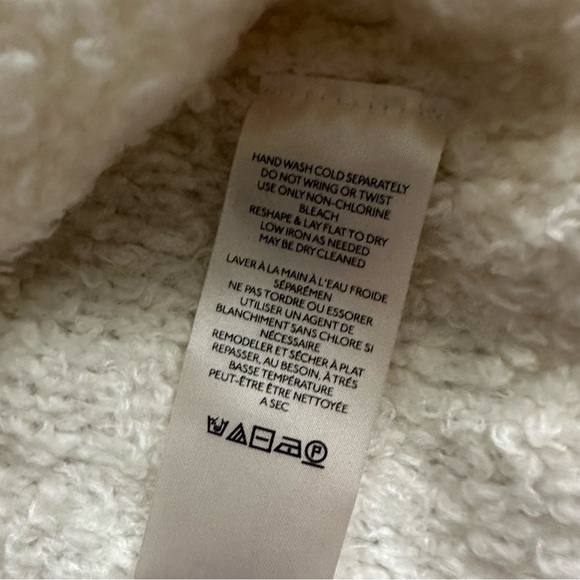 HAND WASH COLD SEPARATELY
DO NOT WRING OR TWIST
USE ONLY NON-CHLORINE
BLEACH
RESHAPE & LAY FLAT TO DRY
LOW IRON AS NEEDED
MAY BE DRY CLEANED
LAVER À LA MAIN À L'EAU FROIDE
SÉPARÉMEN
NE PAS TORDRE OU ESSORER
UTILISER UN AGENT DE
BLANCHIMENT SANS CHLORE SI
NÉCESSAIRE
REMODELER ET SÉCHER À PLAT
REPASSER, AU BESOIN, À TRÉS
BASSE TEMPÉRATURE
PEUT-ÊTRE ÊTRE NETTOYÉE
A SEC
P